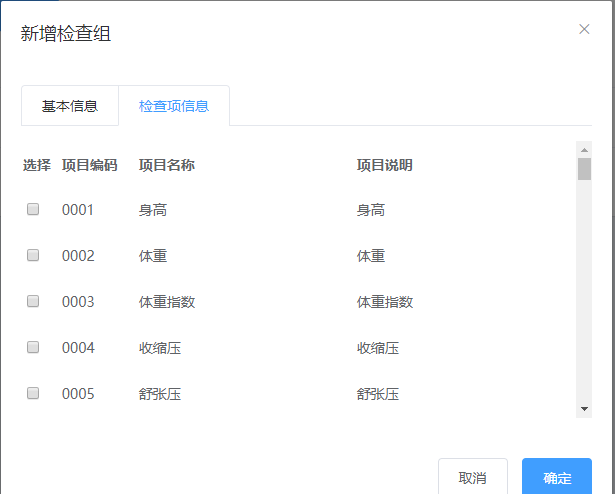 新增检查组
基本信息 检查项信息
选择 项目编码 项目名称 项目说明
0001 身高 身高
0002 体重 体重
0003 体重指数 体重指数
0004 收缩压 收缩压
0005 舒张压 舒张压
取消 确定